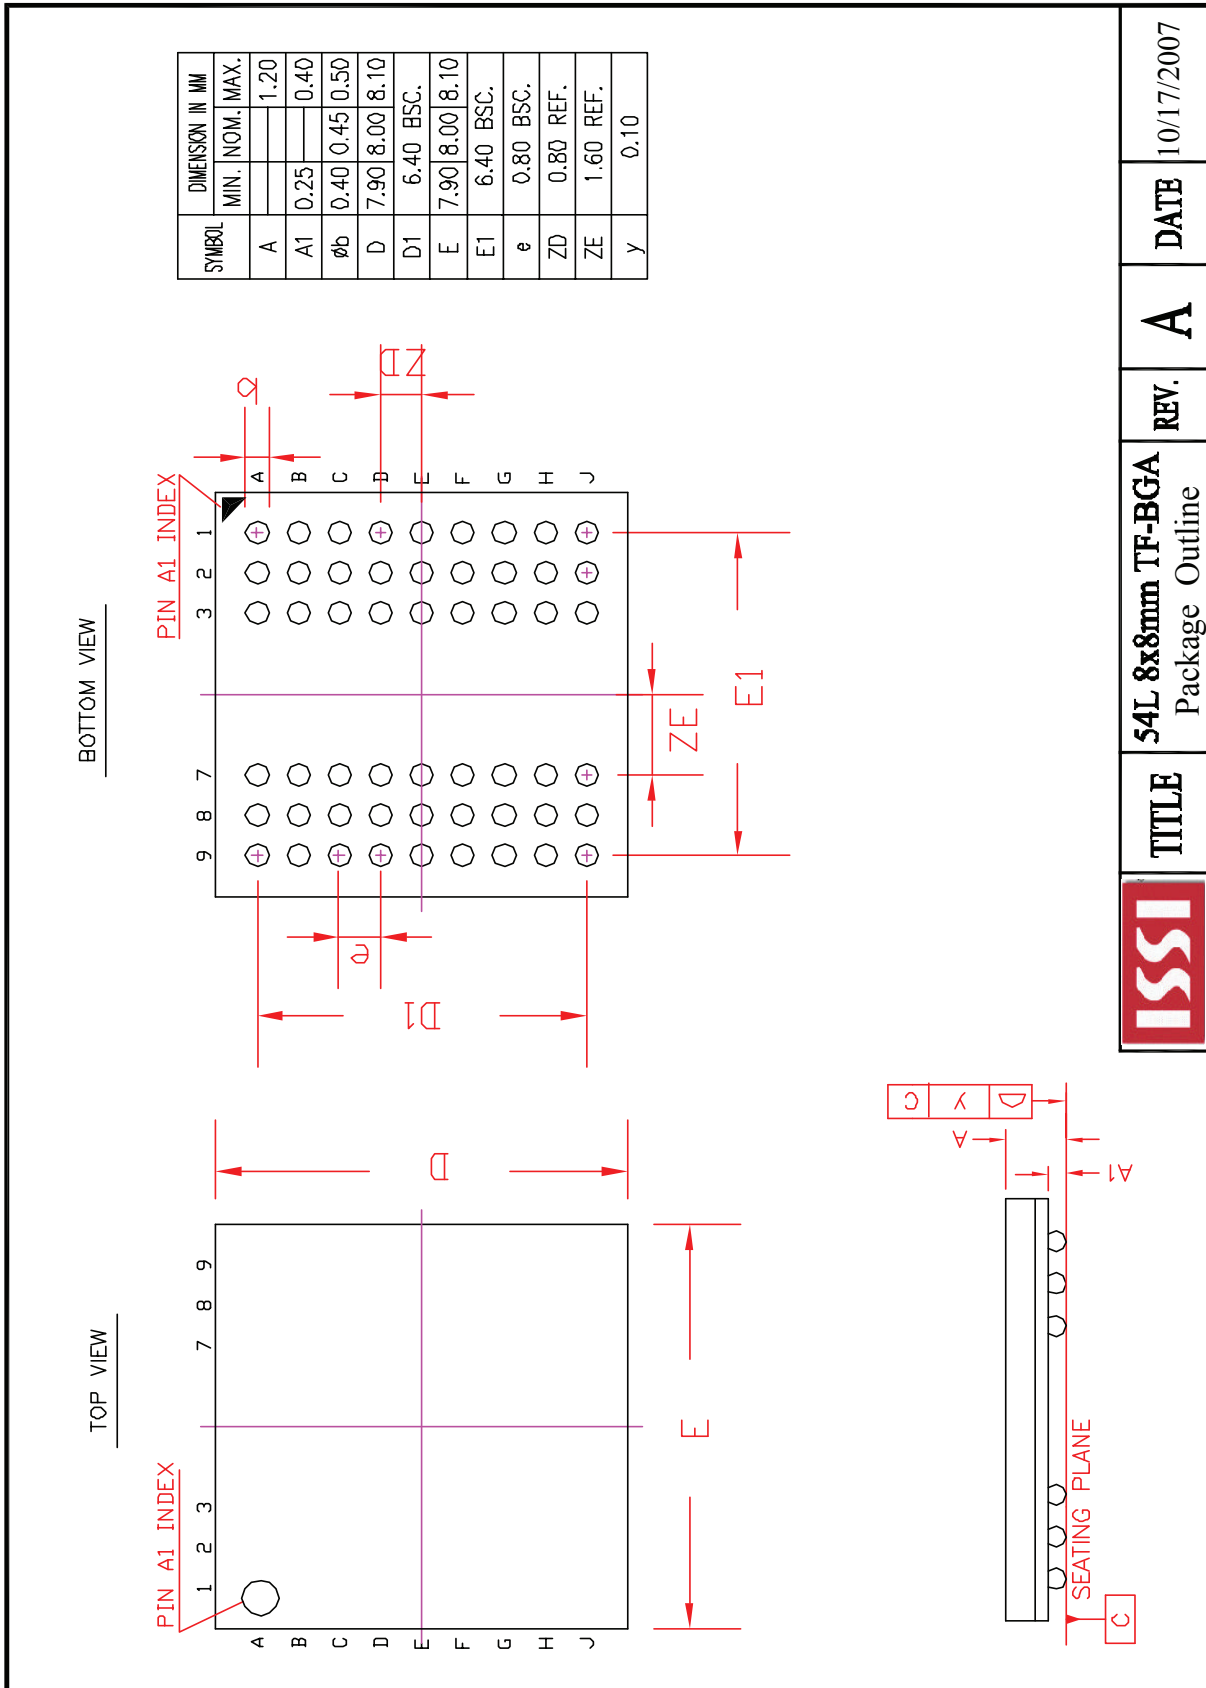 TOP VIEW
PIN A1 INDEX
1 2 3 7 8 9
A
B
C
D
E
F
G
H
J
D
E
BOTTOM VIEW
PIN A1 INDEX
9 8 7 3 2 1
A
B
C
D
E
F
G
H
J
b
ZD
e
D1
ZE
E1
SYMBOL DIMENSION IN MM
MIN. NOM. MAX.
A 1.20
A1 0.25 0.40
øb 0.40 0.45 0.50
D 7.90 8.00 8.10
D1 6.40 BSC.
E 7.90 8.00 8.10
E1 6.40 BSC.
e 0.80 BSC.
ZD 0.80 REF.
ZE 1.60 REF.
y 0.10
C y
A
A1
SEATING PLANE
C
ISSI
TITLE
54L 8x8mm TF-BGA
Package Outline
REV. A
DATE 10/17/2007